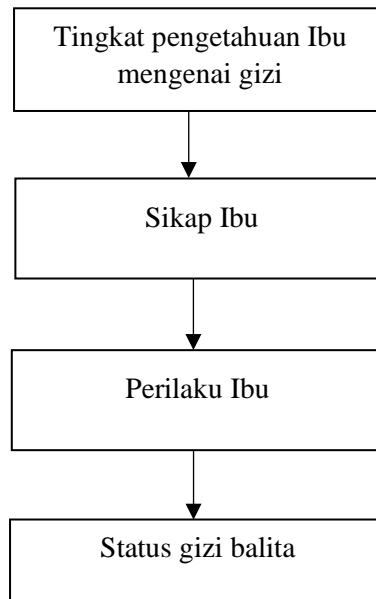 Tingkat pengetahuan Ibu
mengenai gizi
Sikap Ibu
Perilaku Ibu
Status gizi balita